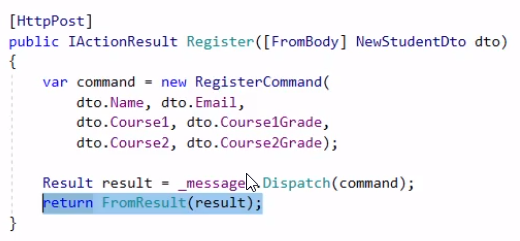 [HttpPost]
public IActionResult Register([FromBody] NewStudentDto dto)
{
var command = new RegisterCommand(
dto.Name, dto.Email,
dto.Course1, dto.Course1Grade,
dto.Course2, dto.Course2Grade);
Result result = _message Dispatch(command);
return FromResult(result);
}